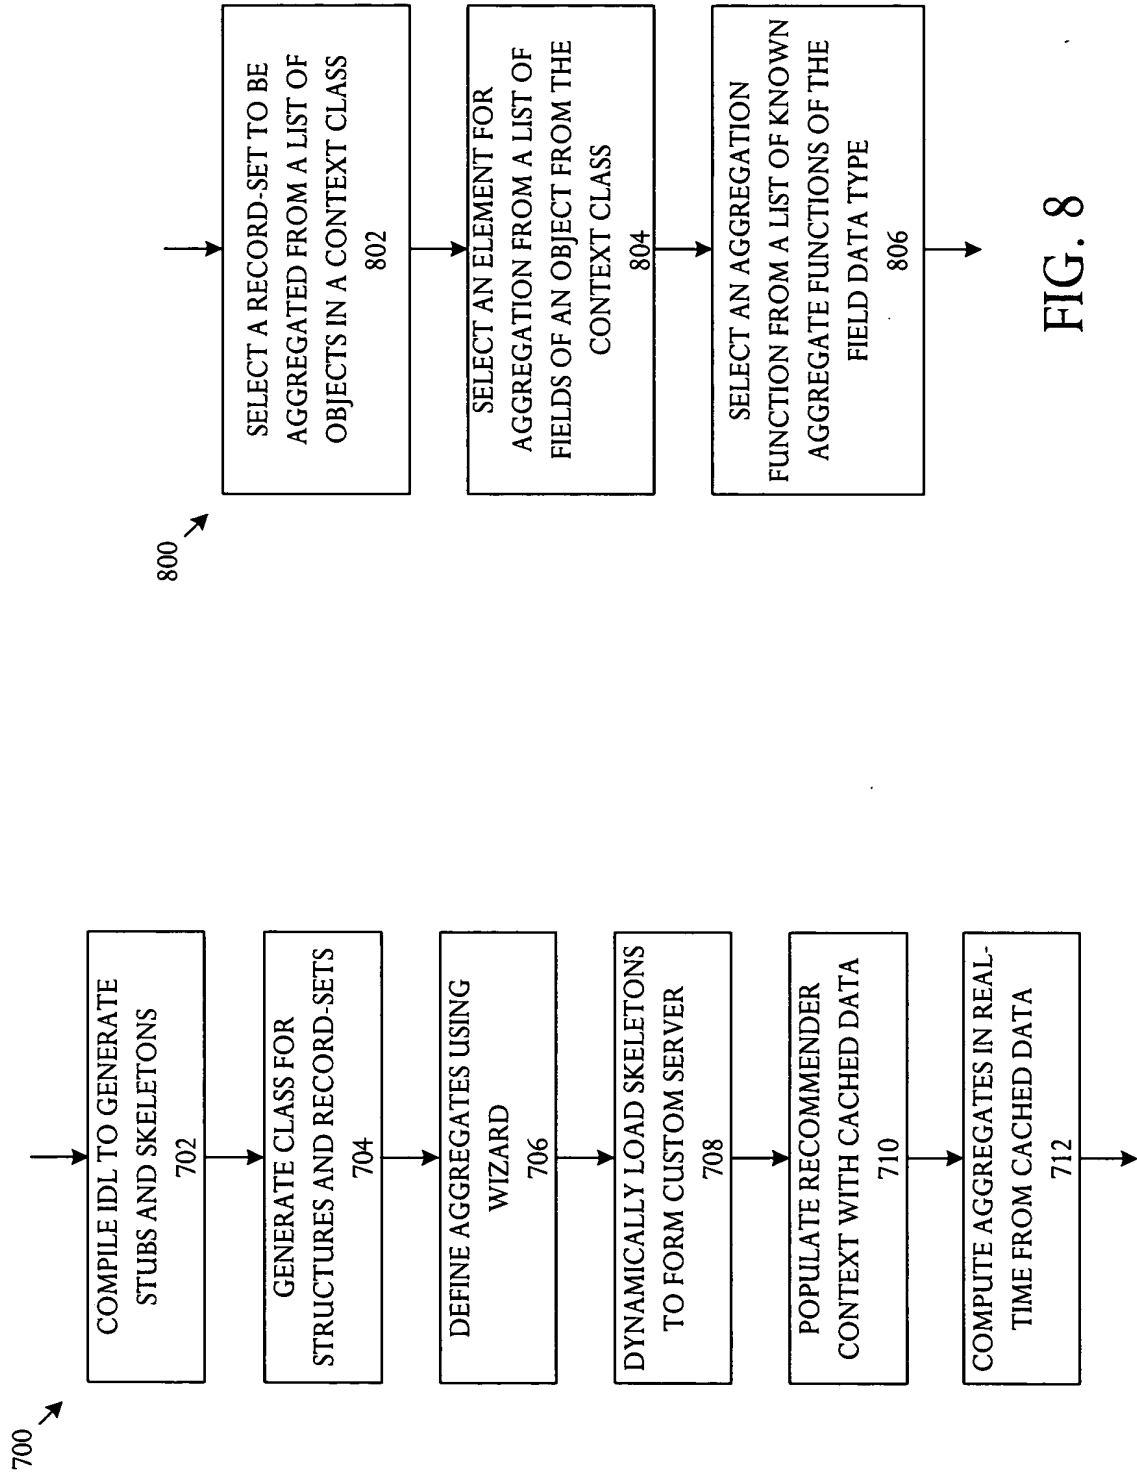 700
COMPILE IDL TO GENERATE
STUBS AND SKELETONS
702
GENERATE CLASS FOR
STRUCTURES AND RECORD-SETS
704
DEFINE AGGREGATES USING
WIZARD
706
DYNAMICALLY LOAD SKELETONS
TO FORM CUSTOM SERVER
708
POPULATE RECOMMENDER
CONTEXT WITH CACHED DATA
710
COMPUTE AGGREGATES IN REAL-
TIME FROM CACHED DATA
712
800
SELECT A RECORD-SET TO BE
AGGREGATED FROM A LIST OF
OBJECTS IN A CONTEXT CLASS
802
SELECT AN ELEMENT FOR
AGGREGATION FROM A LIST OF
FIELDS OF AN OBJECT FROM THE
CONTEXT CLASS
804
SELECT AN AGGREGATION
FUNCTION FROM A LIST OF KNOWN
AGGREGATE FUNCTIONS OF THE
FIELD DATA TYPE
806
FIG. 8